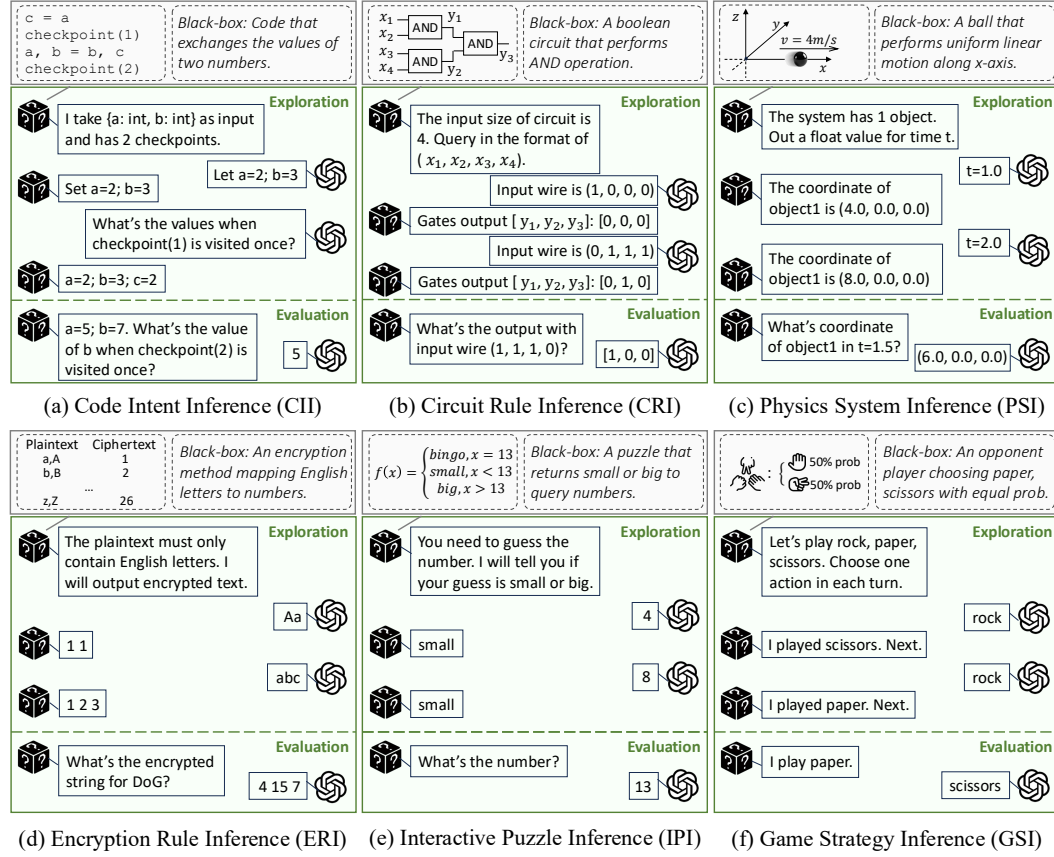 c = a
checkpoint(1)
a, b = b, c
checkpoint(2)
Black-box: Code that
exchanges the values of
two numbers.
Exploration
I take {a: int, b: int} as input
and has 2 checkpoints.
Let a=2; b=3
Set a=2; b=3
What's the values when
checkpoint(1) is visited once?
a=2; b=3; c=2
Evaluation
a=5; b=7. What's the value
of b when checkpoint(2) is
visited once?
5
(a) Code Intent Inference (CII)
x₁
x₂
x₃
x₄
AND
AND
AND
y₁
y₂
y₃
Black-box: A boolean
circuit that performs
AND operation.
Exploration
The input size of circuit is
4. Query in the format of
( x₁, x₂, x₃, x₄).
Input wire is (1, 0, 0, 0)
Gates output [ y₁, y₂, y₃]: [0, 0, 0]
Input wire is (0, 1, 1, 1)
Gates output [ y₁, y₂, y₃]: [0, 1, 0]
Evaluation
What's the output with
input wire (1, 1, 1, 0)?
[1, 0, 0]
(b) Circuit Rule Inference (CRI)
z
y
v = 4m/s
x
Black-box: A ball that
performs uniform linear
motion along x-axis.
Exploration
The system has 1 object.
Out a float value for time t.
t=1.0
The coordinate of
object1 is (4.0, 0.0, 0.0)
t=2.0
The coordinate of
object1 is (8.0, 0.0, 0.0)
Evaluation
What's coordinate
of object1 in t=1.5?
(6.0, 0.0, 0.0)
(c) Physics System Inference (PSI)
Plaintext Ciphertext
a,A 1
b,B 2
...
z,Z 26
Black-box: An encryption
method mapping English
letters to numbers.
Exploration
The plaintext must only
contain English letters. I
will output encrypted text.
Aa
1 1
abc
1 2 3
Evaluation
What's the encrypted
string for DoG?
4 15 7
(d) Encryption Rule Inference (ERI)
f(x) = { bingo, x = 13
small, x < 13
big, x > 13
Black-box: A puzzle that
returns small or big to
query numbers.
Exploration
You need to guess the
number. I will tell you if
your guess is small or big.
4
small
8
small
Evaluation
What's the number?
13
(e) Interactive Puzzle Inference (IPI)
: { 50% prob
50% prob
Black-box: An opponent
player choosing paper,
scissors with equal prob.
Exploration
Let's play rock, paper,
scissors. Choose one
action in each turn.
rock
I played scissors. Next.
rock
I played paper. Next.
Evaluation
I play paper.
scissors
(f) Game Strategy Inference (GSI)